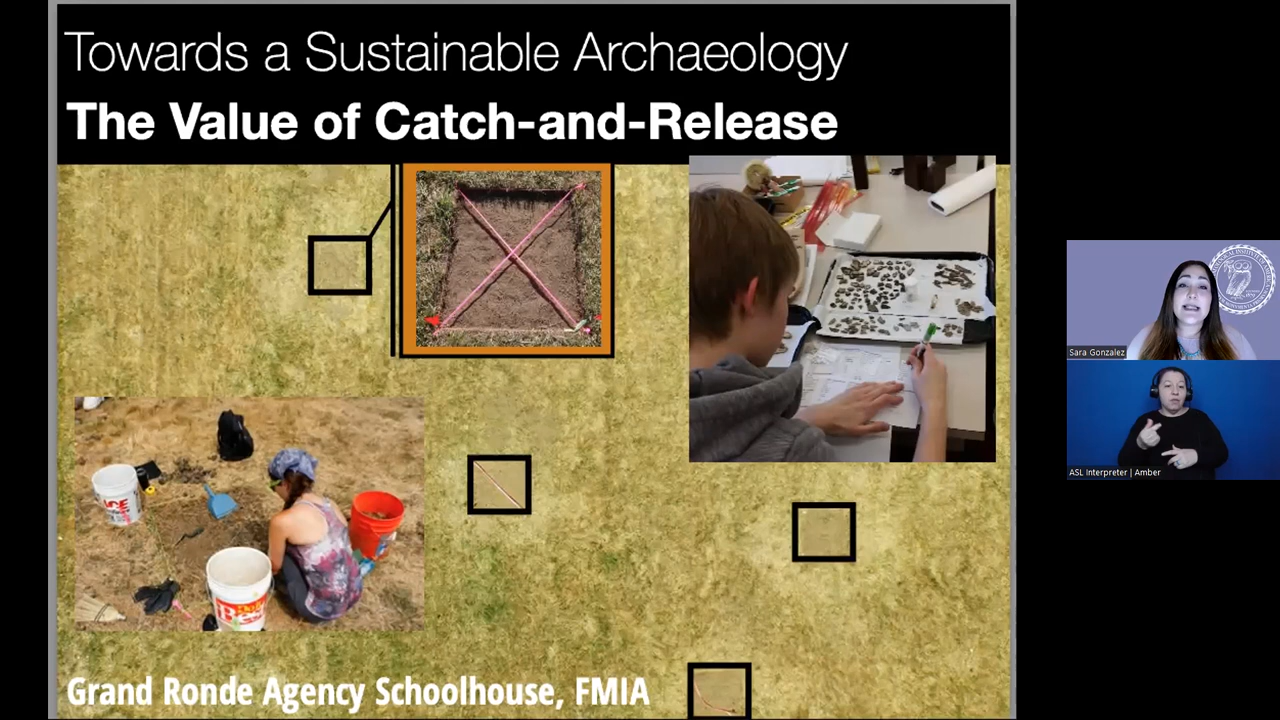 Towards a Sustainable Archaeology
The Value of Catch-and-Release
Grand Ronde Agency Schoolhouse, FMIA
Sara Gonzalez
ASL Interpreter | Amber